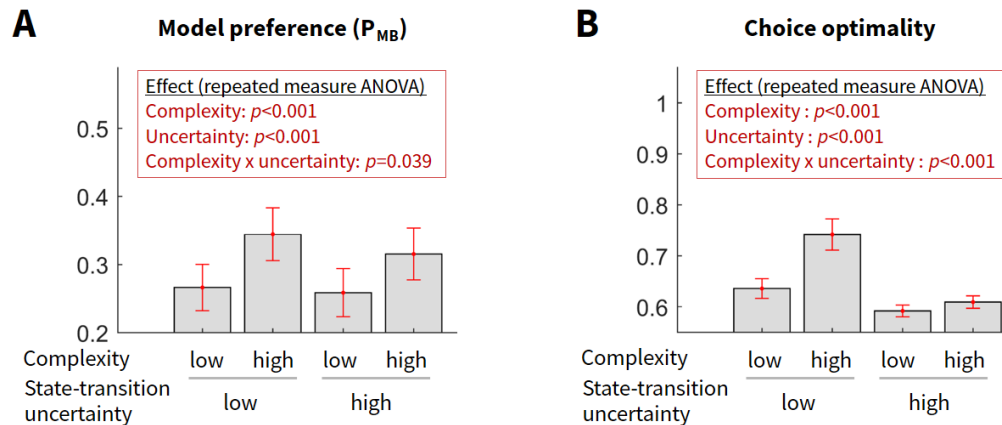 A
Model preference (PMB)
Effect (repeated measure ANOVA)
Complexity: p<0.001
Uncertainty: p<0.001
Complexity x uncertainty: p=0.039
0.5
0.4
0.3
0.2
Complexity low high low high
State-transition
uncertainty low high
B
Choice optimality
Effect (repeated measure ANOVA)
Complexity : p<0.001
Uncertainty : p<0.001
Complexity x uncertainty : p<0.001
1
0.9
0.8
0.7
0.6
Complexity low high low high
State-transition
uncertainty low high